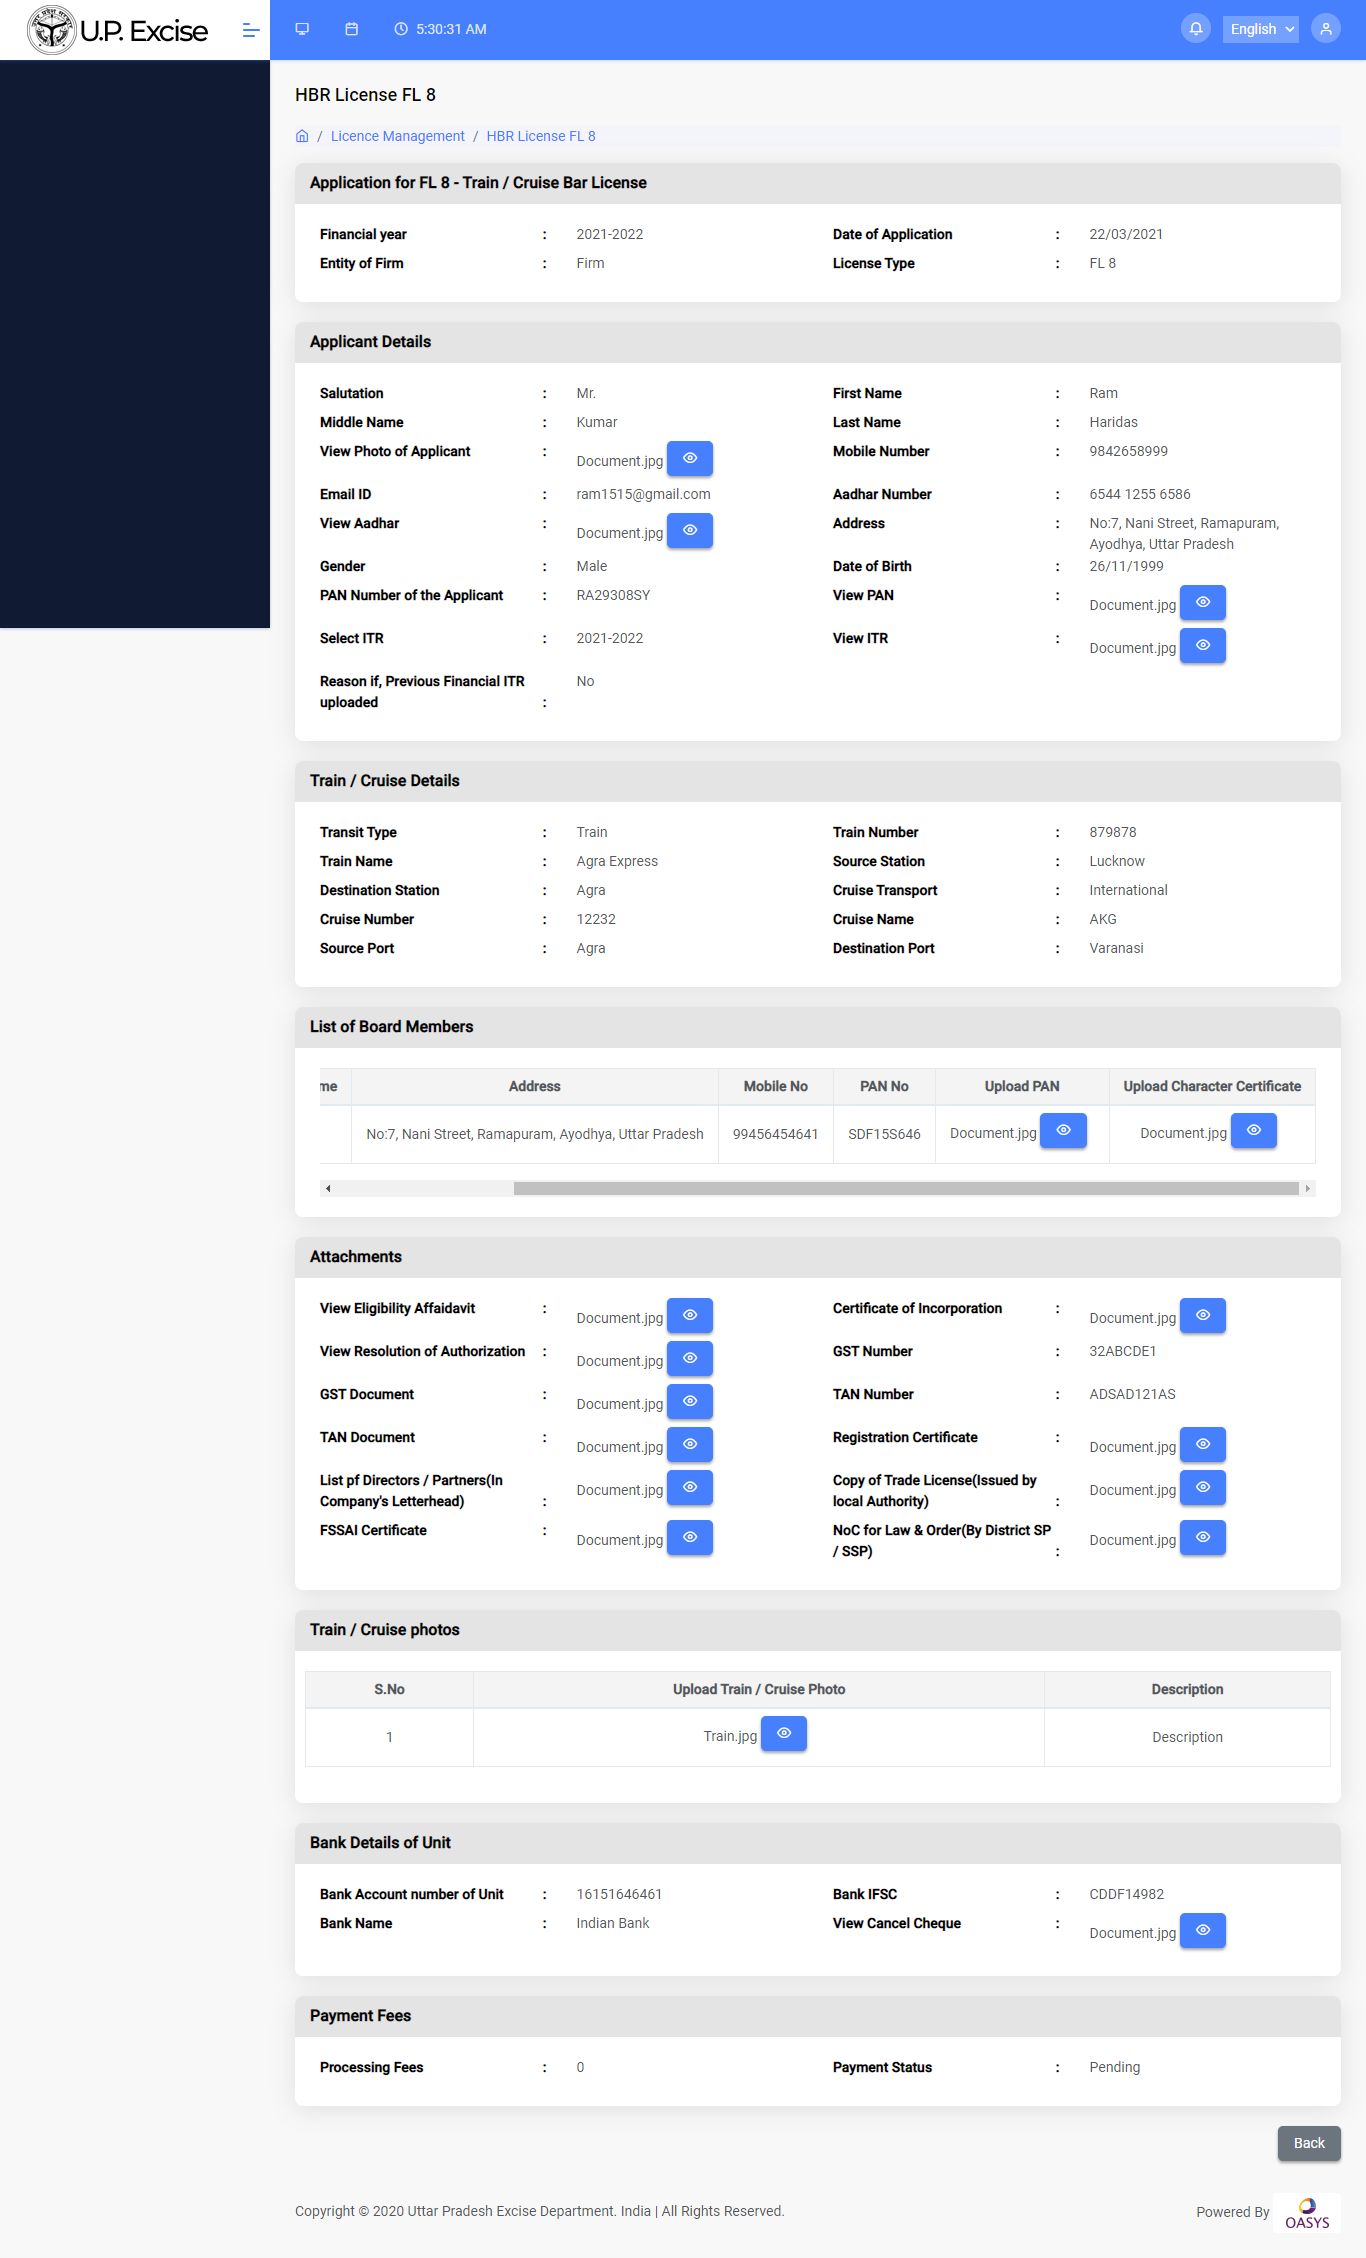 U.P. Excise
5:30:31 AM
English
HBR License FL 8
/ Licence Management / HBR License FL 8
Application for FL 8 - Train / Cruise Bar License
Financial year : 2021-2022 Date of Application : 22/03/2021
Entity of Firm : Firm License Type : FL 8
Applicant Details
Salutation : Mr. First Name : Ram
Middle Name : Kumar Last Name : Haridas
View Photo of Applicant : Document.jpg Mobile Number : 9842658999
Email ID : ram1515@gmail.com Aadhar Number : 6544 1255 6586
View Aadhar : Document.jpg Address : No:7, Nani Street, Ramapuram,
Ayodhya, Uttar Pradesh
Gender : Male Date of Birth : 26/11/1999
PAN Number of the Applicant : RA29308SY View PAN : Document.jpg
Select ITR : 2021-2022 View ITR : Document.jpg
Reason if, Previous Financial ITR No
uploaded :
Train / Cruise Details
Transit Type : Train Train Number : 879878
Train Name : Agra Express Source Station : Lucknow
Destination Station : Agra Cruise Transport : International
Cruise Number : 12232 Cruise Name : AKG
Source Port : Agra Destination Port : Varanasi
List of Board Members
me Address Mobile No PAN No Upload PAN Upload Character Certificate
No:7, Nani Street, Ramapuram, Ayodhya, Uttar Pradesh 99456454641 SDF15S646 Document.jpg Document.jpg
Attachments
View Eligibility Affaidavit : Document.jpg Certificate of Incorporation : Document.jpg
View Resolution of Authorization : Document.jpg GST Number : 32ABCDE1
GST Document : Document.jpg TAN Number : ADSAD121AS
TAN Document : Document.jpg Registration Certificate : Document.jpg
List pf Directors / Partners(In Document.jpg Copy of Trade License(Issued by Document.jpg
Company's Letterhead) : local Authority) :
FSSAI Certificate : Document.jpg NoC for Law & Order(By District SP Document.jpg
/ SSP) :
Train / Cruise photos
S.No Upload Train / Cruise Photo Description
1 Train.jpg Description
Bank Details of Unit
Bank Account number of Unit : 16151646461 Bank IFSC : CDDF14982
Bank Name : Indian Bank View Cancel Cheque : Document.jpg
Payment Fees
Processing Fees : 0 Payment Status : Pending
Back
Copyright © 2020 Uttar Pradesh Excise Department. India | All Rights Reserved. Powered By OASYS